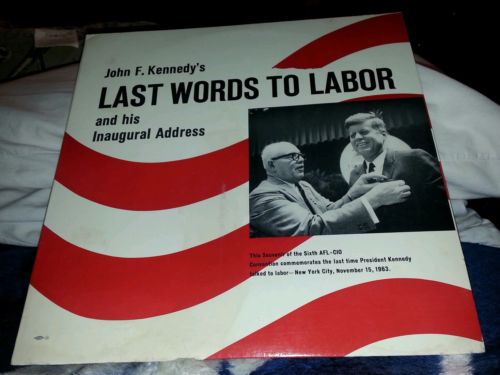 John F. Kennedy's
LAST WORDS TO LABOR
and his
Inaugural Address
This Souvenir of the Sixth AFL-CIO
Convention commemorates the last time President Kennedy
talked to labor—New York City, November 15, 1963.